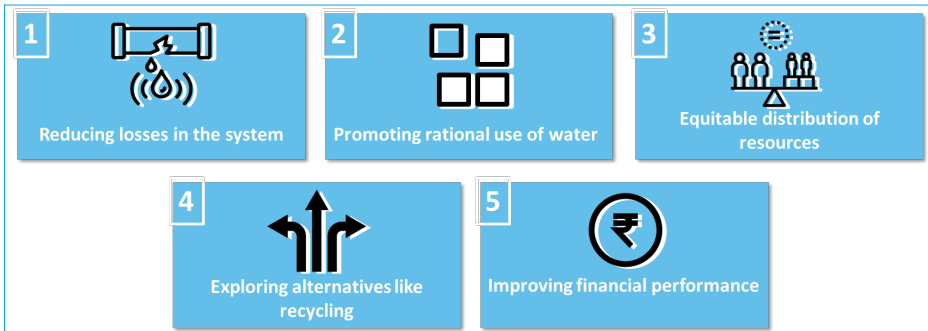 1
Reducing losses in the system
2
Promoting rational use of water
3
=
Equitable distribution of
resources
4
Exploring alternatives like
recycling
5
₹
Improving financial performance